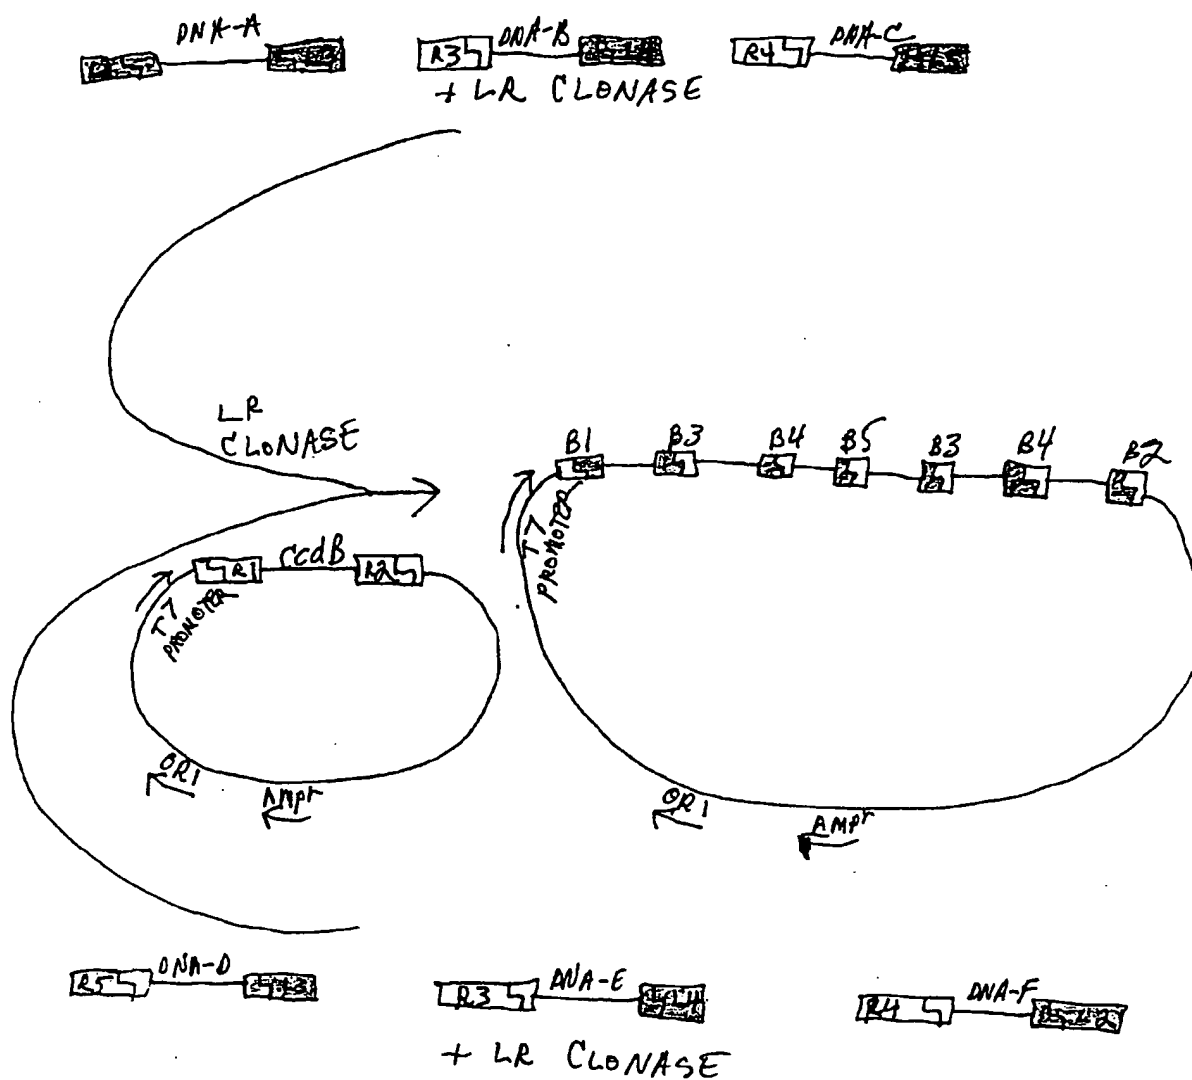 DNA-A DNA-B DNA-C
R3 R4
+ LR CLONASE
LR
CLONASE
B1 B3 B4 B5 B3 B4 B2
T7
PROMOTER
R1 ccdB R2
T7
PROMOTER
ORI
AMPr
ORI
AMPr
DNA-D DNA-E DNA-F
R5 R3 R4
+ LR CLONASE